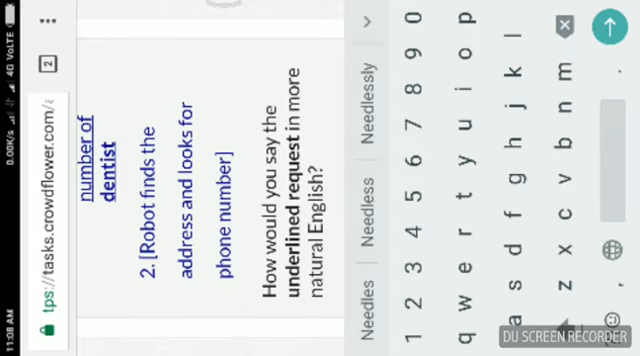 11:08 AM
0.00K/s 4G VoLTE
tps://tasks.crowdflower.com/
2
number of
dentist
2. [Robot finds the
address and looks for
phone number]
How would you say the
underlined request in more
natural English?
Needles Needless Needlessly
1 2 3 4 5 6 7 8 9 0
q w e r t y u i o p
a s d f g h j k l
z x c v b n m
, .
DU SCREEN RECORDER